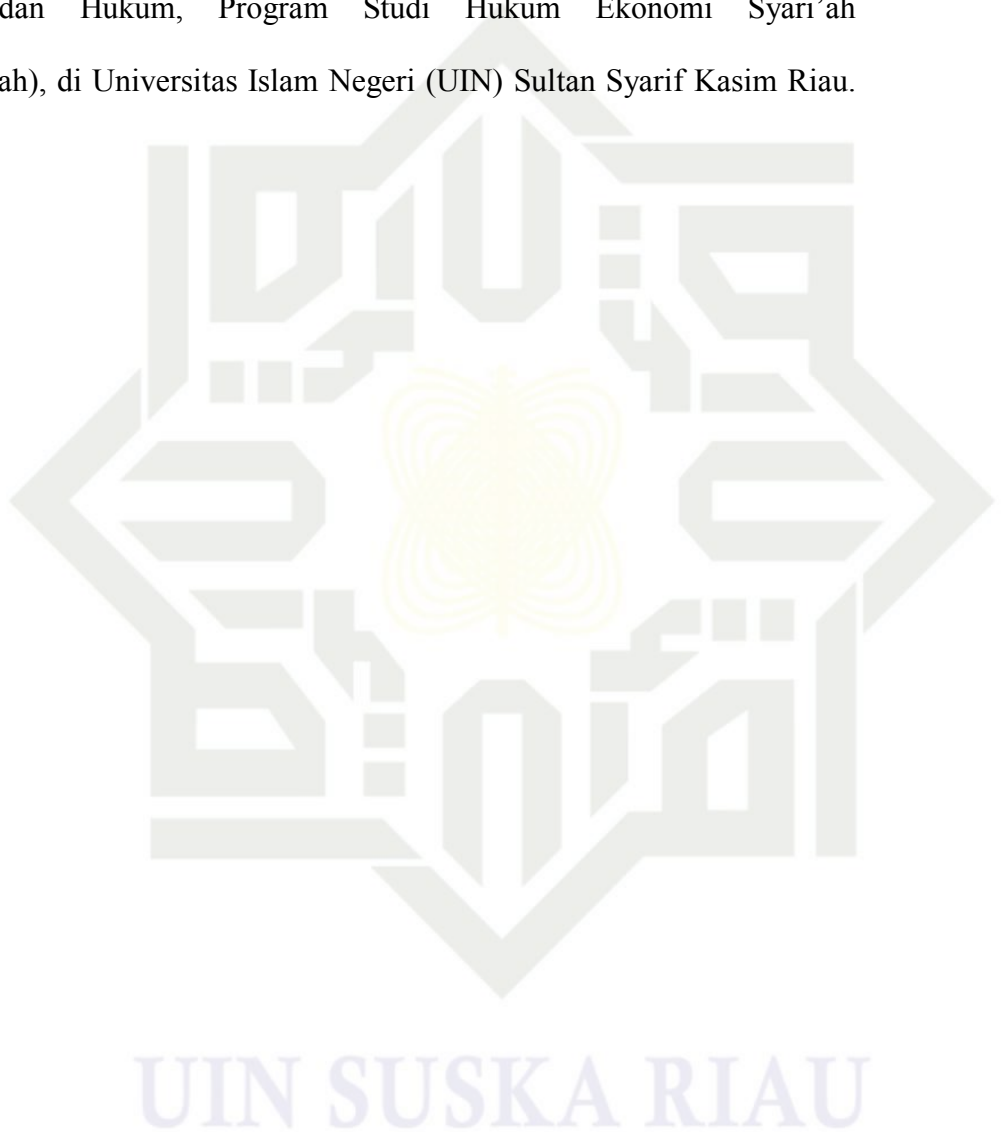 dan Hukum, Program Studi Hukum Ekonomi Syari’ah
ah), di Universitas Islam Negeri (UIN) Sultan Syarif Kasim Riau.
UIN SUSKA RIAU